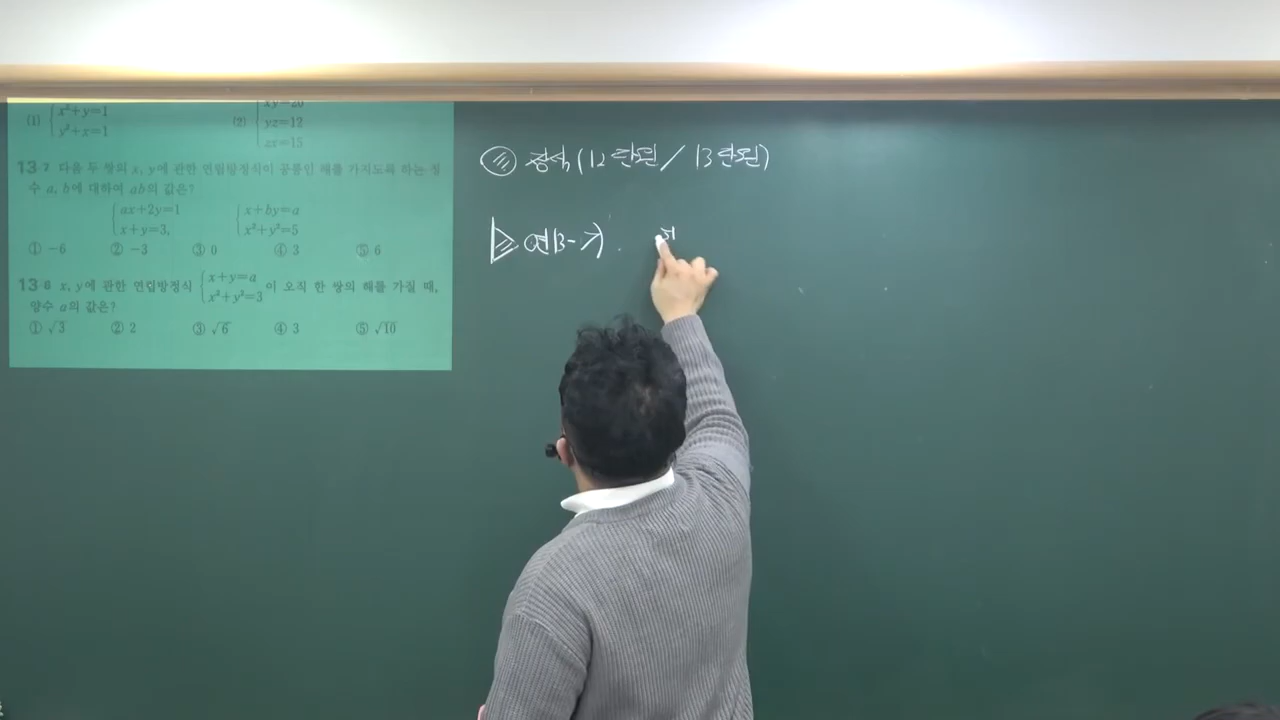 (1) { x²+y=1
y²+x=1
(2) { xy=20
yz=12
zx=15
13-7 다음 두 쌍의 x, y에 관한 연립방정식이 공통인 해를 가지도록 하는 정
수 a, b에 대하여 ab의 값은?
{ ax+2y=1
x+y=3,
{ x+by=a
x²+y²=5
① -6 ② -3 ③ 0 ④ 3 ⑤ 6
13-8 x, y에 관한 연립방정식 { x+y=a
x²+y²=3 이 오직 한 쌍의 해를 가질 때,
양수 a의 값은?
① √3 ② 2 ③ √6 ④ 3 ⑤ √10
정석 (12단원 / 13단원)
연 13-7).